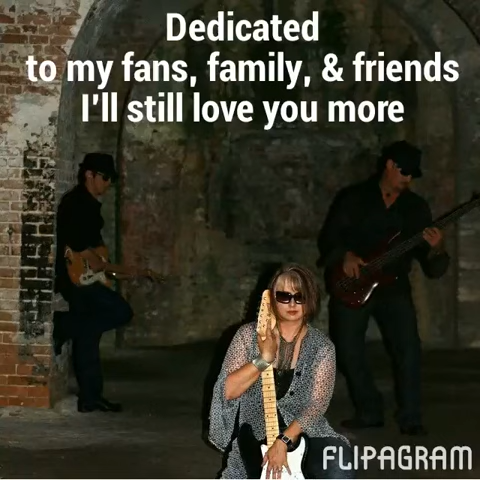 Dedicated
to my fans, family, & friends
I'll still love you more
FLIPAGRAM